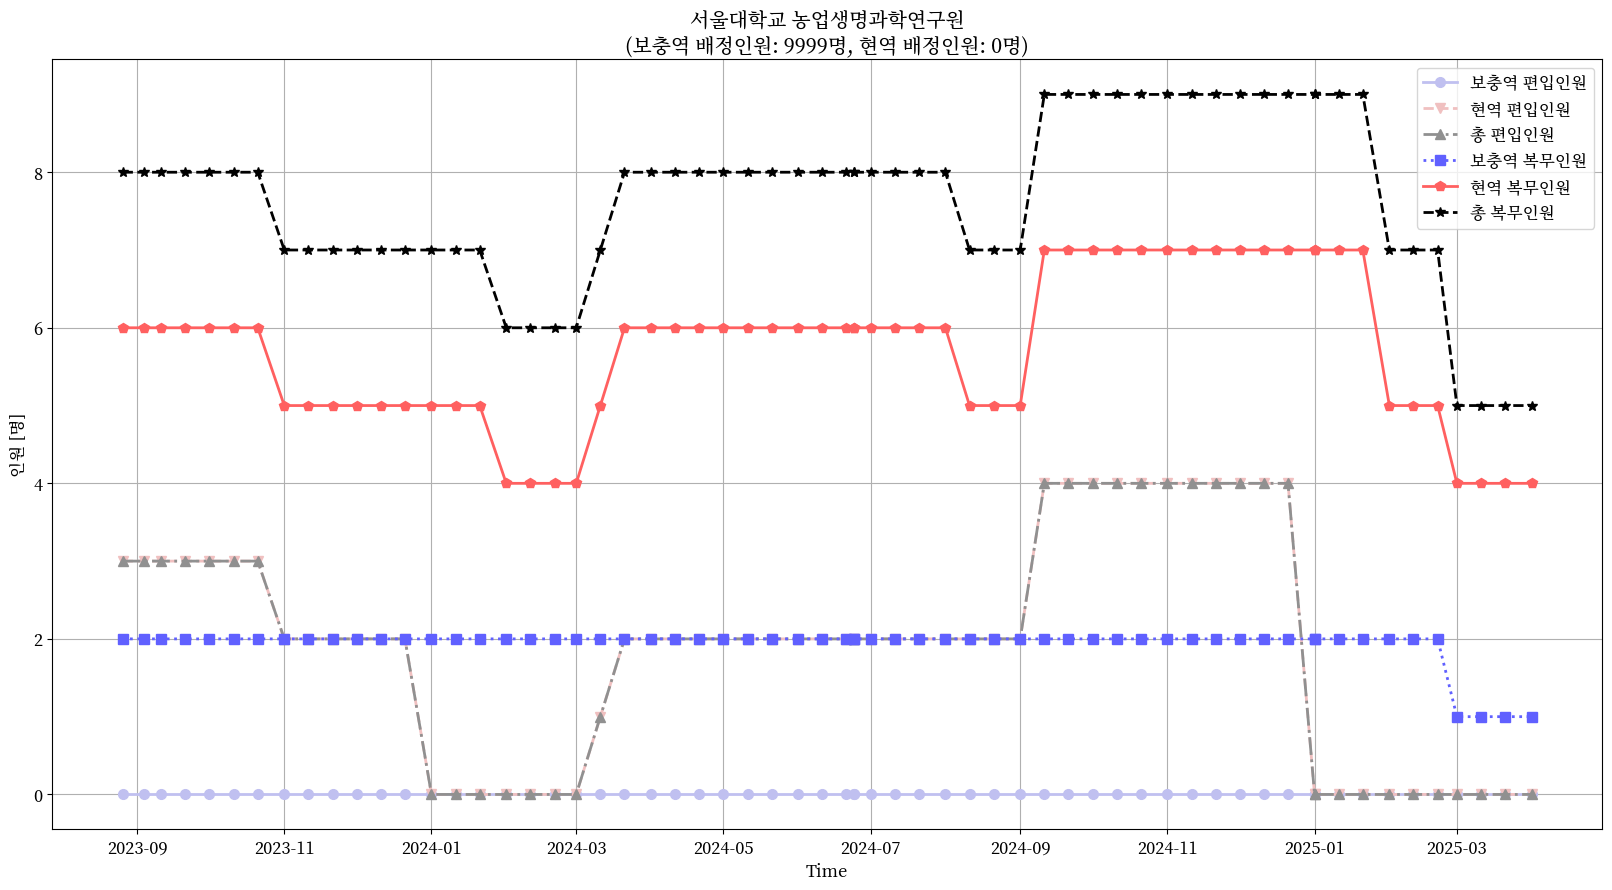 서울대학교 농업생명과학연구원
(보충역 배정인원: 9999명, 현역 배정인원: 0명)
보충역 편입인원
현역 편입인원
총 편입인원
보충역 복무인원
현역 복무인원
총 복무인원
인원 [명]
8
6
4
2
0
2023-09
2023-11
2024-01
2024-03
2024-05
2024-07
2024-09
2024-11
2025-01
2025-03
Time